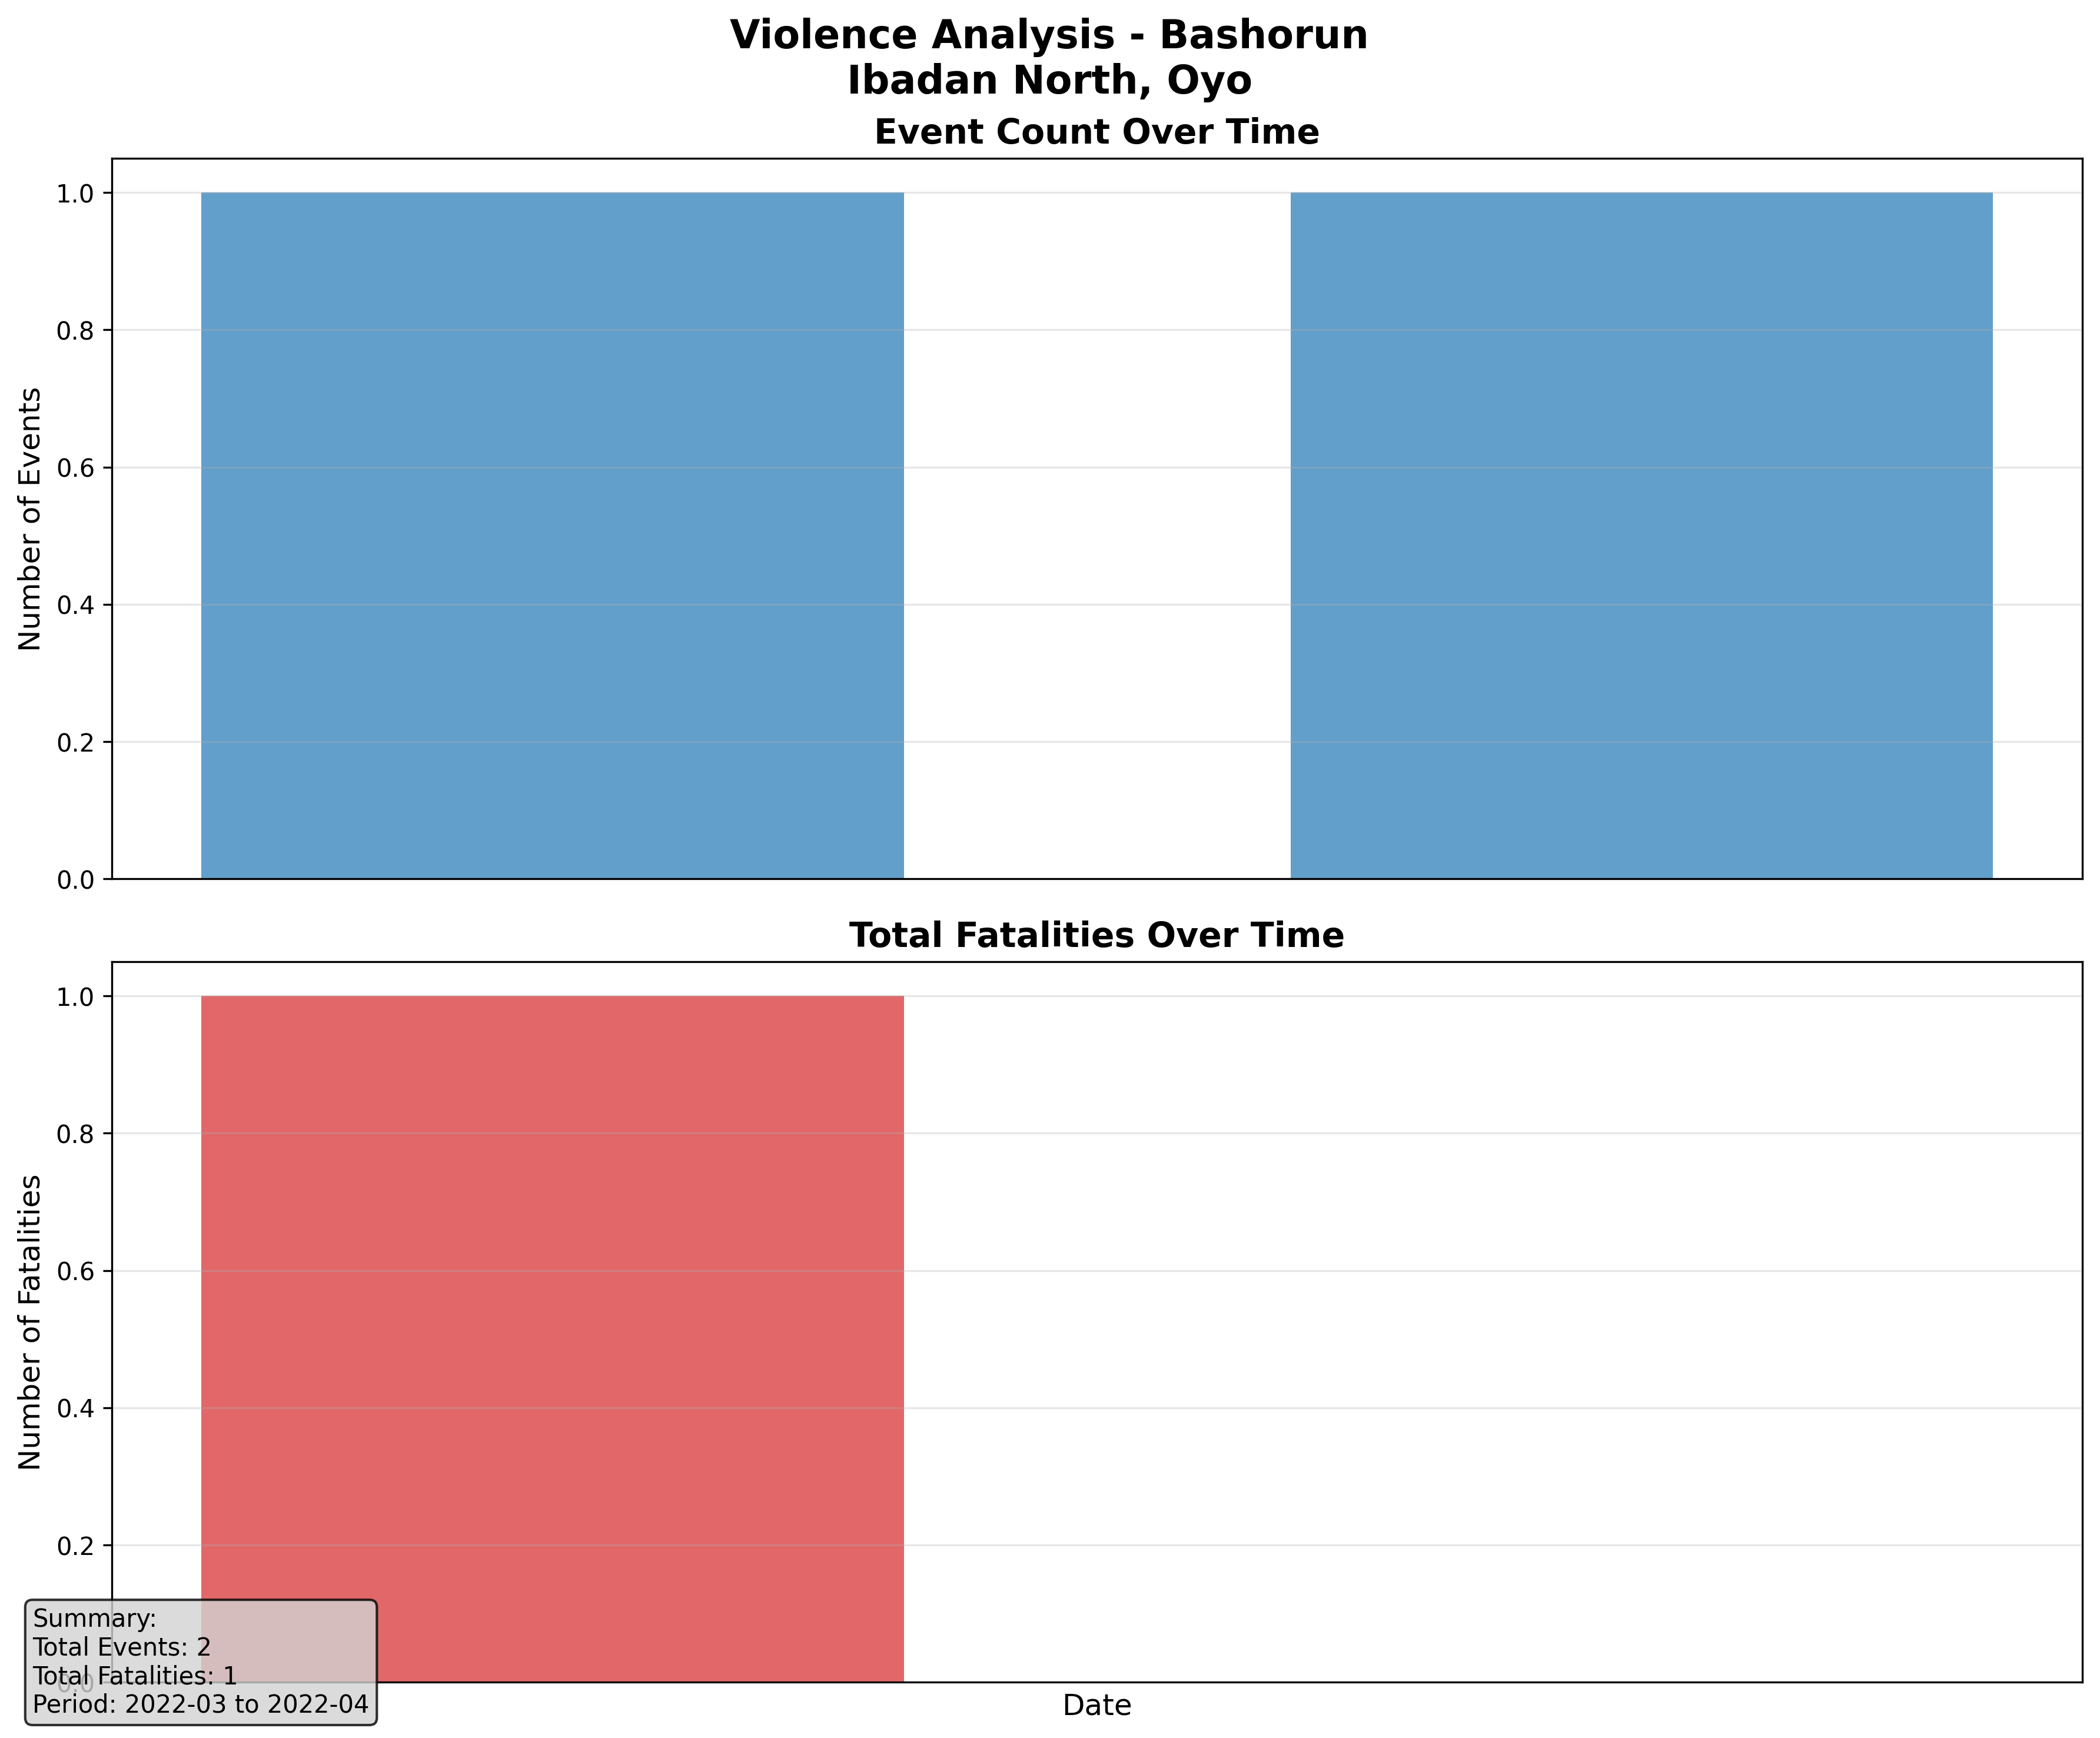 Violence Analysis - Bashorun
Ibadan North, Oyo
Event Count Over Time
1.0
0.8
0.6
0.4
0.2
0.0
Number of Events
Total Fatalities Over Time
1.0
0.8
0.6
0.4
0.2
0.0
Number of Fatalities
Summary:
Total Events: 2
Total Fatalities: 1
Period: 2022-03 to 2022-04
Date